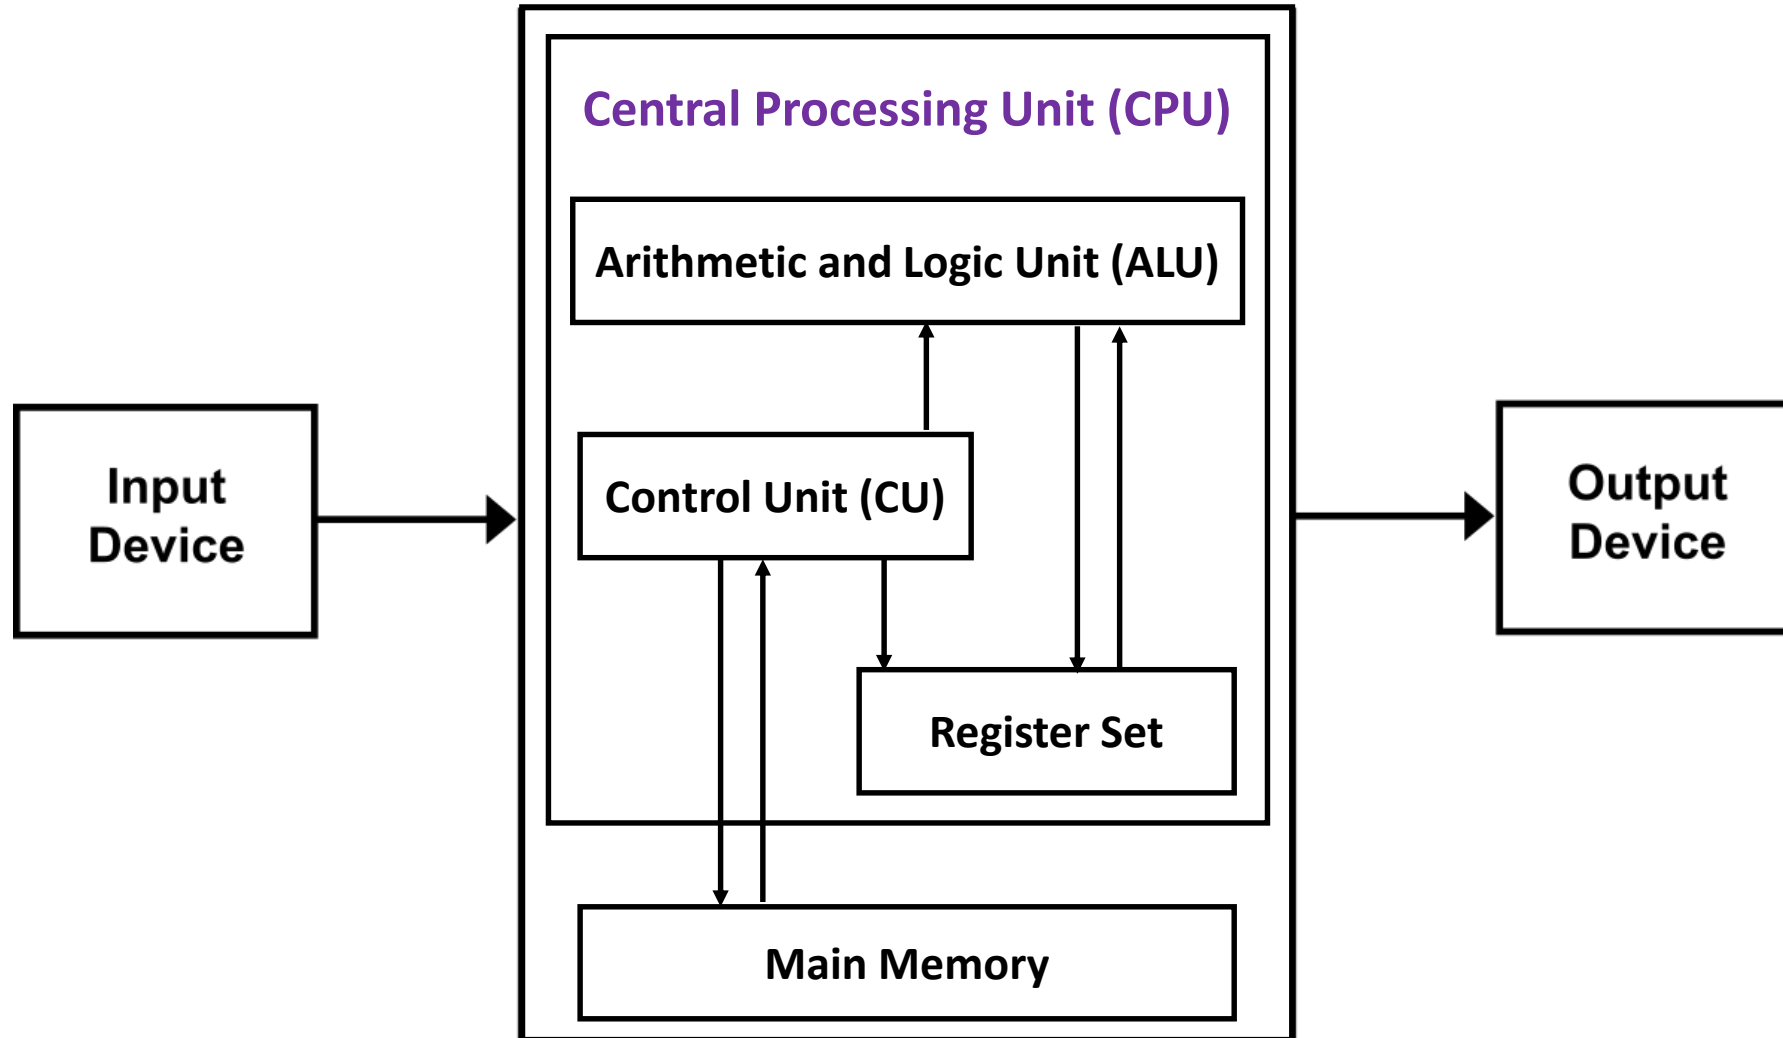 Central Processing Unit (CPU)
Arithmetic and Logic Unit (ALU)
Input
Device
Control Unit (CU)
Output
Device
Register Set
Main Memory